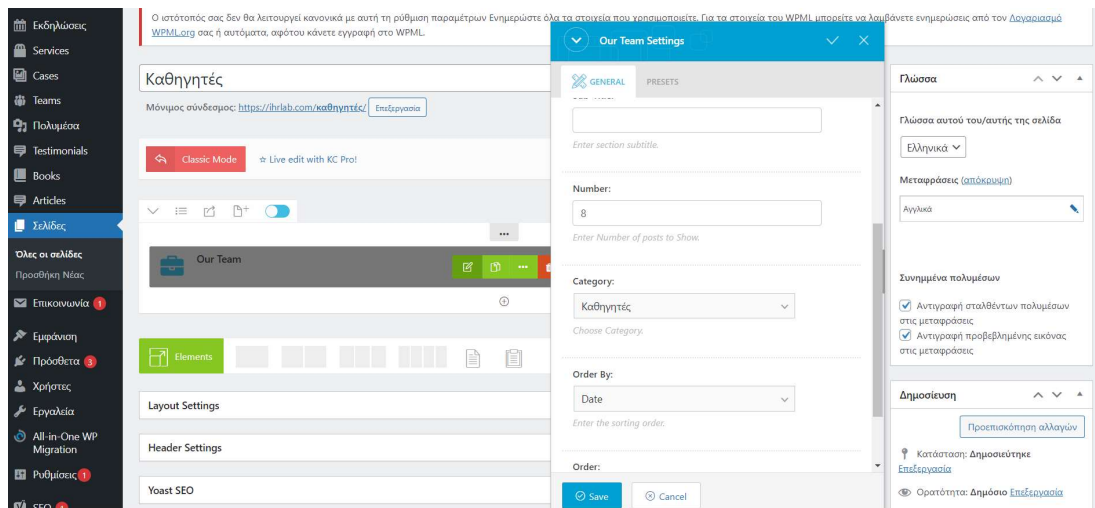 Εκδηλώσεις
Services
Cases
Teams
Πολυμέσα
Testimonials
Books
Articles
Σελίδες
Όλες οι σελίδες
Προσθήκη Νέας
Επικοινωνία 1
Εμφάνιση
Πρόσθετα 3
Χρήστες
Εργαλεία
All-in-One WP
Migration
Ρυθμίσεις 1
Ο ιστότοπός σας δεν θα λειτουργεί κανονικά με αυτή τη ρύθμιση παραμέτρων Ενημερώστε όλα τα στοιχεία που χρησιμοποιείτε. Για τα στοιχεία του WPML μπορείτε να λαμβάνετε ενημερώσεις από τον Λογαριασμό
WPML.org σας ή αυτόματα, αφότου κάνετε εγγραφή στο WPML.
Καθηγητές
Μόνιμος σύνδεσμος: https://ihrlab.com/καθηγητές/ Επεξεργασία
Classic Mode
☆ Live edit with KC Pro!
Our Team
Elements
Layout Settings
Header Settings
Yoast SEO
Our Team Settings
GENERAL
PRESETS
Enter section subtitle.
Number:
8
Enter Number of posts to Show.
Category:
Καθηγητές
Choose Category.
Order By:
Date
Enter the sorting order.
Order:
Save
Cancel
Γλώσσα
Γλώσσα αυτού του/αυτής της σελίδα
Ελληνικά
Μεταφράσεις (απόκρυψη)
Αγγλικά
Συνημμένα πολυμέσων
Αντιγραφή σταλθέντων πολυμέσων
στις μεταφράσεις
Αντιγραφή προβεβλημένης εικόνας
στις μεταφράσεις
Δημοσίευση
Προεπισκόπηση αλλαγών
Κατάσταση: Δημοσιεύτηκε
Επεξεργασία
Ορατότητα: Δημόσιο Επεξεργασία